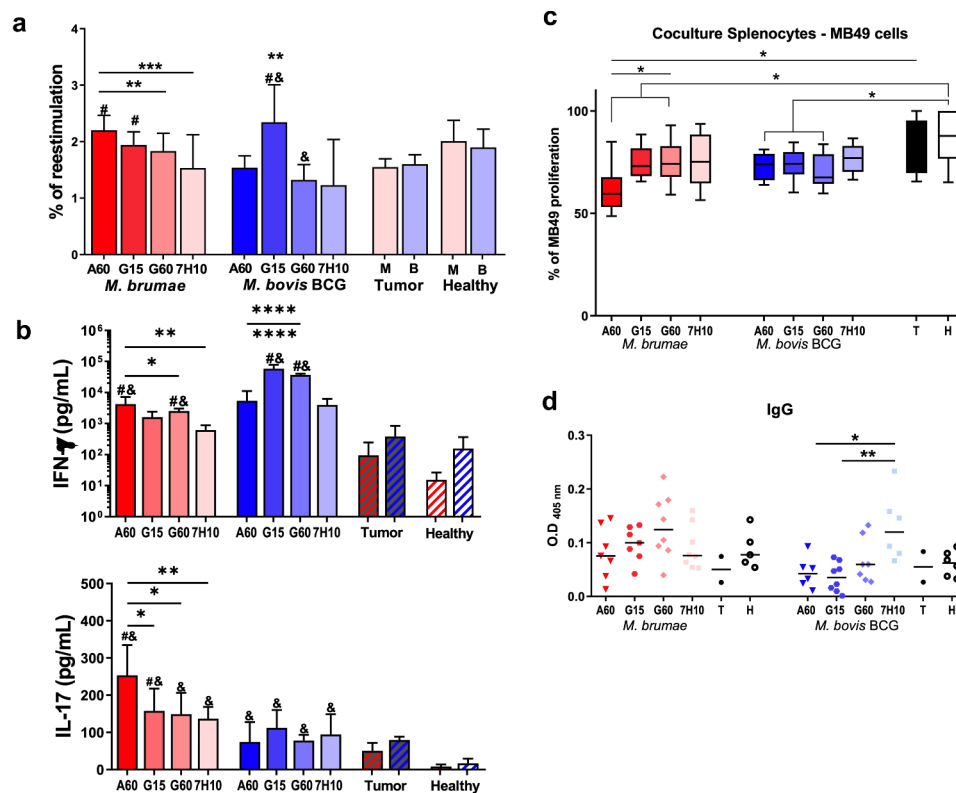 a
% of reestimulation
4
3
2
1
0
***
**
#
#
**
#&
&
A60 G15 G60 7H10
M. brumae
A60 G15 G60 7H10
M. bovis BCG
M B
Tumor
M B
Healthy
b
IFN-γ (pg/mL)
10⁶
10⁵
10⁴
10³
10²
10¹
10⁰
**
*
#&
#&
****
****
#&
#&
A60 G15 G60 7H10
A60 G15 G60 7H10
Tumor
Healthy
IL-17 (pg/mL)
500
400
300
200
100
0
**
*
*
#&
#&
&
&
&
&
&
&
A60 G15 G60 7H10
A60 G15 G60 7H10
Tumor
Healthy
c
Coculture Splenocytes - MB49 cells
% of MB49 proliferation
100
50
0
*
*
*
*
A60 G15 G60 7H10
M. brumae
A60 G15 G60 7H10
M. bovis BCG
T
H
d
IgG
O.D 405 nm
0.3
0.2
0.1
0.0
*
**
A60 G15 G60 7H10 T H
M. brumae
A60 G15 G60 7H10 T H
M. bovis BCG